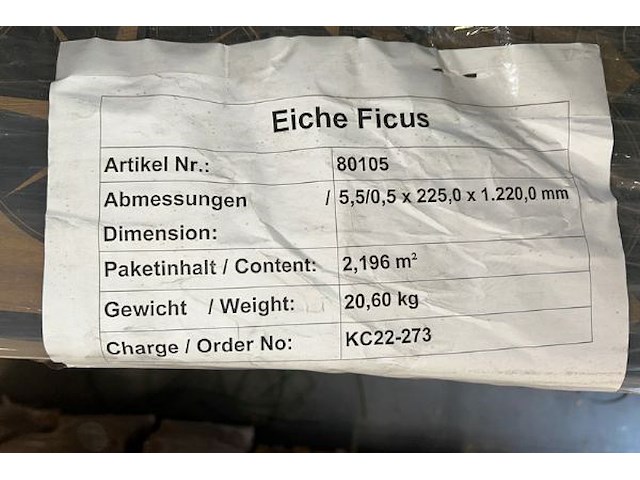 Eiche Ficus
Artikel Nr.: 80105
Abmessungen / 5,5/0,5 x 225,0 x 1.220,0 mm
Dimension:
Paketinhalt / Content: 2,196 m²
Gewicht / Weight: 20,60 kg
Charge / Order No: KC22-273